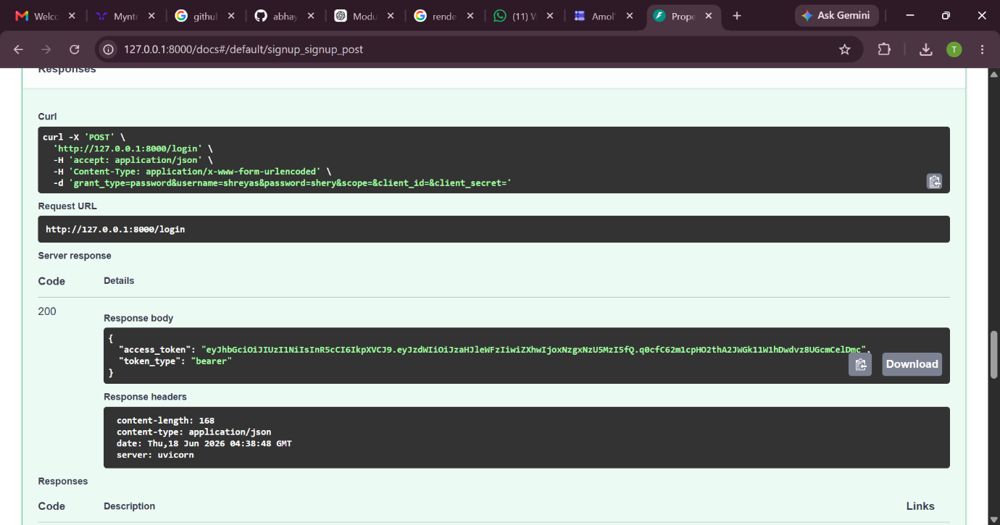 Welco
Myntr
githul
abhay
Modu
rende
(11) W
Amol'
Prope
Ask Gemini
127.0.0.1:8000/docs#/default/signup_signup_post
T
Responses
Curl
curl -X 'POST' \
'http://127.0.0.1:8000/login' \
-H 'accept: application/json' \
-H 'Content-Type: application/x-www-form-urlencoded' \
-d 'grant_type=password&username=shreyas&password=shery&scope=&client_id=&client_secret='
Request URL
http://127.0.0.1:8000/login
Server response
Code Details
200
Response body
{
"access_token": "eyJhbGciOiJIUzI1NiIsInR5cCI6IkpXVCJ9.eyJzdWIiOiJzaHJleWFzIiwiZXhwIjoxNzgxNzU5MzI5fQ.q0cfC62m1cpHO2thA2JWGk11W1hDwdvz8UGcmCelDmc",
"token_type": "bearer"
}
Download
Response headers
content-length: 168
content-type: application/json
date: Thu,18 Jun 2026 04:38:48 GMT
server: uvicorn
Responses
Code Description Links